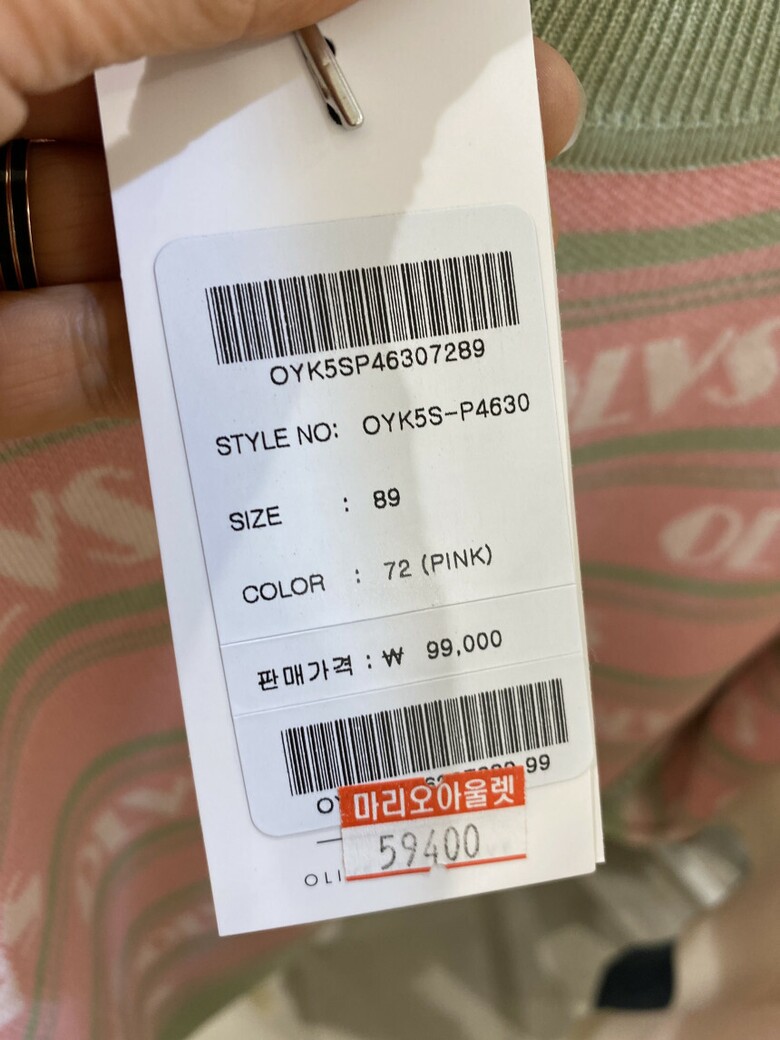 OYK5SP46307289
STYLE NO: OYK5S-P4630
SIZE : 89
COLOR : 72 (PINK)
판매가격 : ₩ 99,000
마리오아울렛
59400